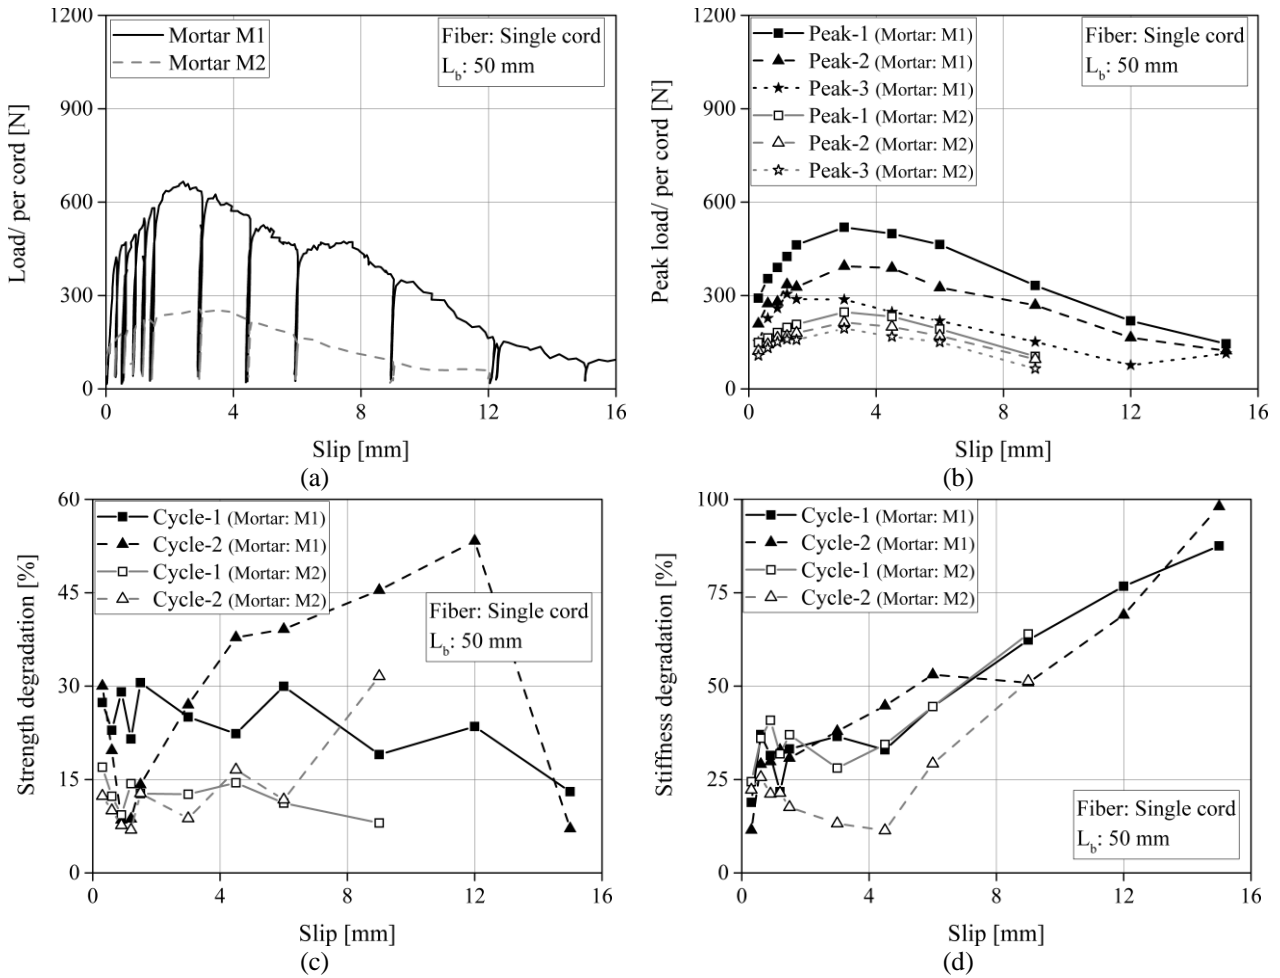 1200
900
600
300
0
Load/ per cord [N]
Mortar M1
Mortar M2
Fiber: Single cord
L_b: 50 mm
0 4 8 12 16
Slip [mm]
(a)
1200
900
600
300
0
Peak load/ per cord [N]
Peak-1 (Mortar: M1)
Peak-2 (Mortar: M1)
Peak-3 (Mortar: M1)
Peak-1 (Mortar: M2)
Peak-2 (Mortar: M2)
Peak-3 (Mortar: M2)
Fiber: Single cord
L_b: 50 mm
0 4 8 12 16
Slip [mm]
(b)
60
45
30
15
0
Strength degradation [%]
Cycle-1 (Mortar: M1)
Cycle-2 (Mortar: M1)
Cycle-1 (Mortar: M2)
Cycle-2 (Mortar: M2)
Fiber: Single cord
L_b: 50 mm
0 4 8 12 16
Slip [mm]
(c)
100
75
50
25
0
Stiffness degradation [%]
Cycle-1 (Mortar: M1)
Cycle-2 (Mortar: M1)
Cycle-1 (Mortar: M2)
Cycle-2 (Mortar: M2)
Fiber: Single cord
L_b: 50 mm
0 4 8 12 16
Slip [mm]
(d)